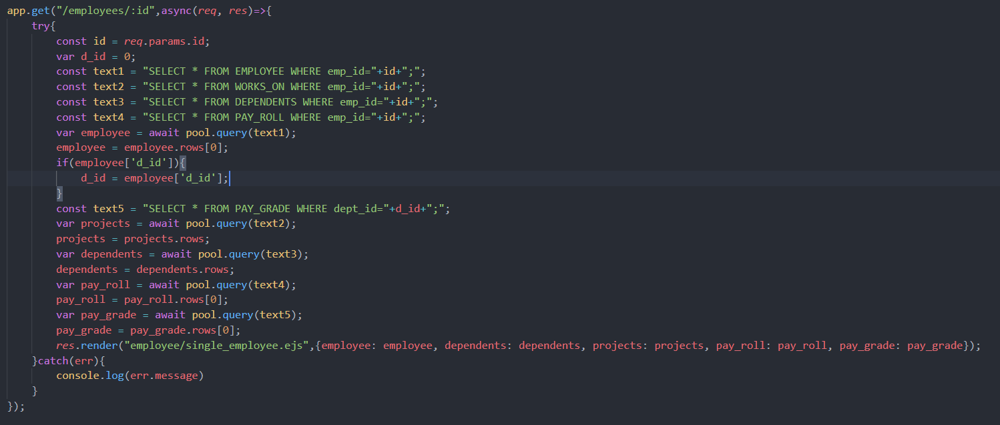 app.get("/employees/:id",async(req, res)=>{
    try{
        const id = req.params.id;
        var d_id = 0;
        const text1 = "SELECT * FROM EMPLOYEE WHERE emp_id="+id+";";
        const text2 = "SELECT * FROM WORKS_ON WHERE emp_id="+id+";";
        const text3 = "SELECT * FROM DEPENDENTS WHERE emp_id="+id+";";
        const text4 = "SELECT * FROM PAY_ROLL WHERE emp_id="+id+";";
        var employee = await pool.query(text1);
        employee = employee.rows[0];
        if(employee['d_id']){
            d_id = employee['d_id'];
        }
        const text5 = "SELECT * FROM PAY_GRADE WHERE dept_id="+d_id+";";
        var projects = await pool.query(text2);
        projects = projects.rows;
        var dependents = await pool.query(text3);
        dependents = dependents.rows;
        var pay_roll = await pool.query(text4);
        pay_roll = pay_roll.rows[0];
        var pay_grade = await pool.query(text5);
        pay_grade = pay_grade.rows[0];
        res.render("employee/single_employee.ejs",{employee: employee, dependents: dependents, projects: projects, pay_roll: pay_roll, pay_grade: pay_grade});
    }catch(err){
        console.log(err.message)
    }
});